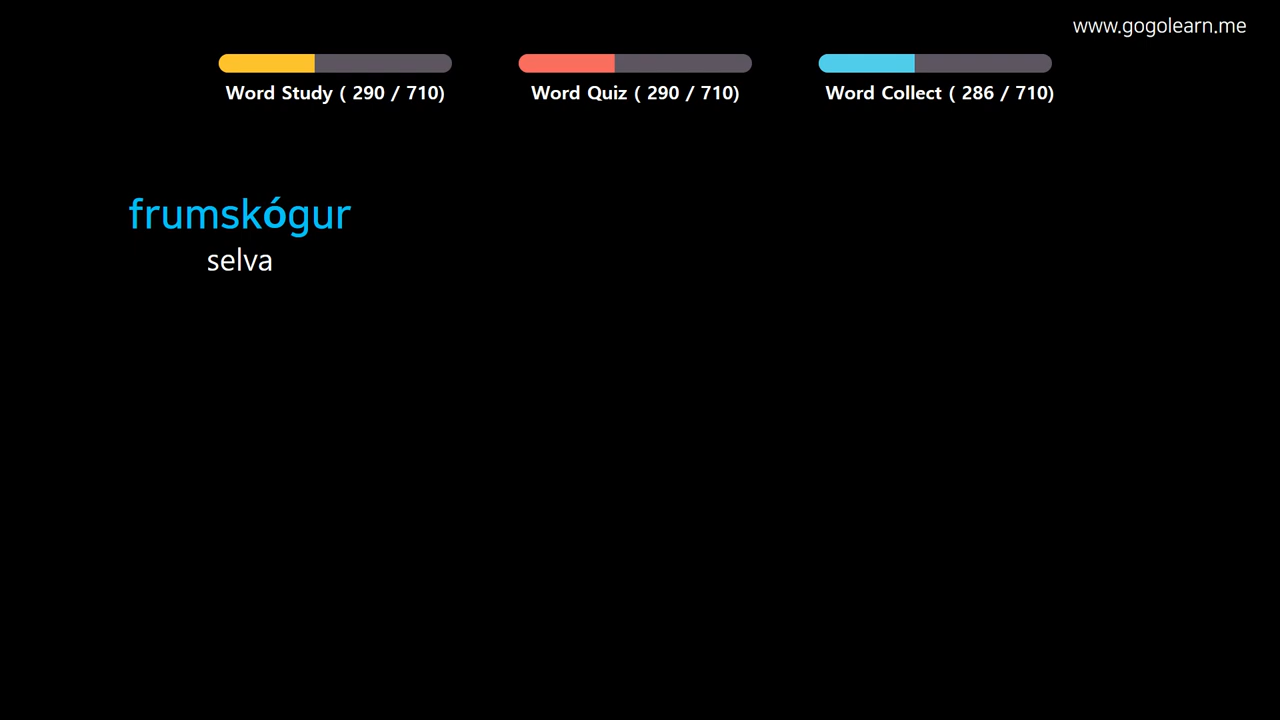 www.gogolearn.me
Word Study ( 290 / 710)
Word Quiz ( 290 / 710)
Word Collect ( 286 / 710)
frumskógur
selva